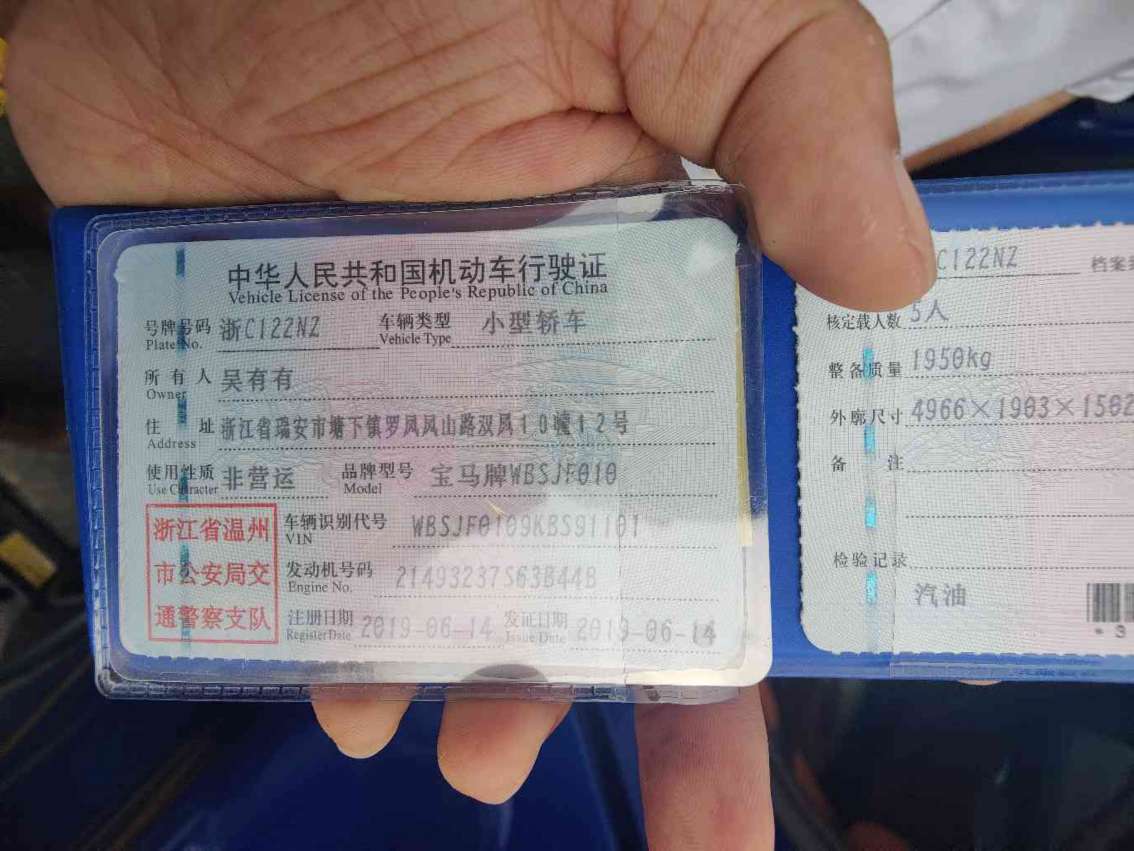 中华人民共和国机动车行驶证
Vehicle License of the People's Republic of China
号牌号码 浙C122NZ 车辆类型 小型轿车
Plate No. Vehicle Type
所有人 吴有有
Owner
住址 浙江省瑞安市塘下镇罗凤凤山路双凤10幢12号
Address
使用性质 非营运 品牌型号 宝马牌WBSJF010
Use Character Model
浙江省温州
市公安局交
通警察支队
车辆识别代号 WBSJF0109KBS91101
VIN
发动机号码 21493237S63B44B
Engine No.
注册日期 2019-06-14 发证日期 2019-06-14
Register Date Issue Date
C122NZ 档案
核定载人数 5人
整备质量 1950kg
外廓尺寸 4966×1903×1502
备注
检验记录
汽油
*3